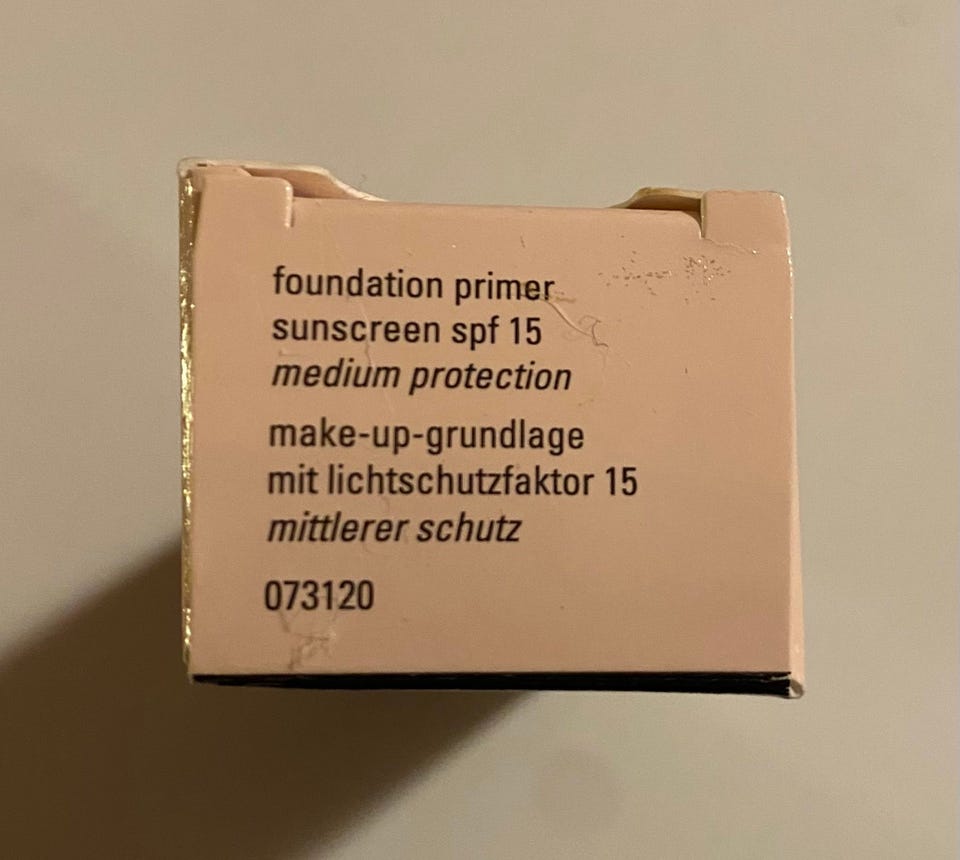 foundation primer
sunscreen spf 15
medium protection
make-up-grundlage
mit lichtschutzfaktor 15
mittlerer schutz
073120